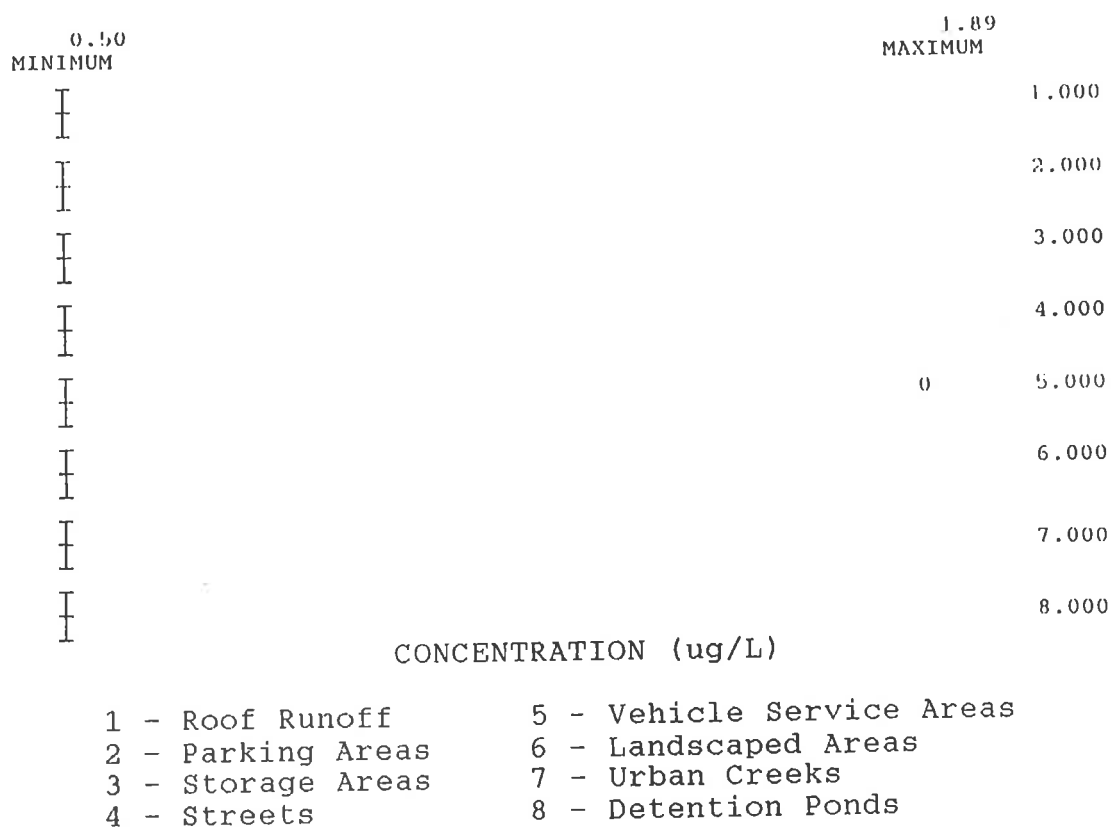 0.50 1.89
MINIMUM MAXIMUM
1.000
2.000
3.000
4.000
0 5.000
6.000
7.000
8.000
CONCENTRATION (ug/L)
1 - Roof Runoff 5 - Vehicle Service Areas
2 - Parking Areas 6 - Landscaped Areas
3 - Storage Areas 7 - Urban Creeks
4 - Streets 8 - Detention Ponds